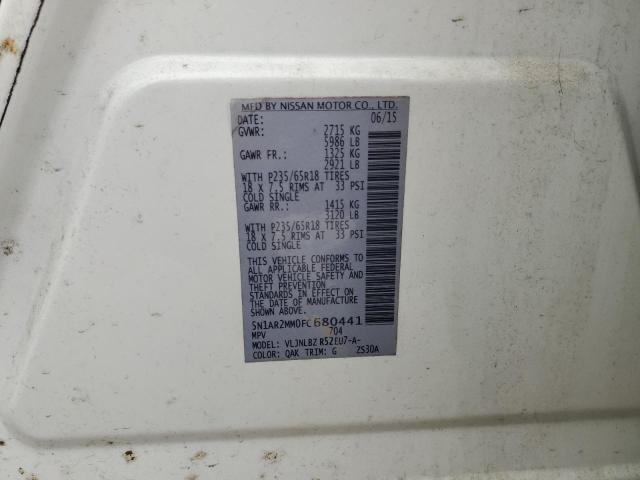 MFD BY NISSAN MOTOR CO., LTD.
DATE: 06/15
GVWR: 2715 KG
5986 LB
GAWR FR.: 1325 KG
2921 LB
WITH P235/65R18 TIRES
18 X 7.5 RIMS AT 33 PSI
COLD SINGLE
GAWR RR.: 1415 KG
3120 LB
WITH P235/65R18 TIRES
18 X 7.5 RIMS AT 33 PSI
COLD SINGLE
THIS VEHICLE CONFORMS TO
ALL APPLICABLE FEDERAL
MOTOR VEHICLE SAFETY AND
THEFT PREVENTION
STANDARDS IN EFFECT ON
THE DATE OF MANUFACTURE
SHOWN ABOVE.
5N1AR2MM0FC680441
MPV 704
MODEL: VLJNLBZ R52EU7-A-
COLOR: QAK TRIM: G ZS30A